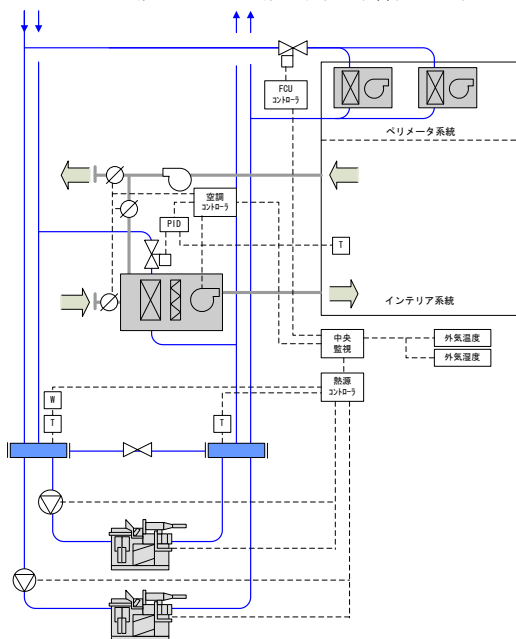 FCU
コントローラ
ペリメータ系統
空調
コントローラ
PID
T
インテリア系統
中央
監視
外気温度
外気湿度
熱源
コントローラ
W
T
T